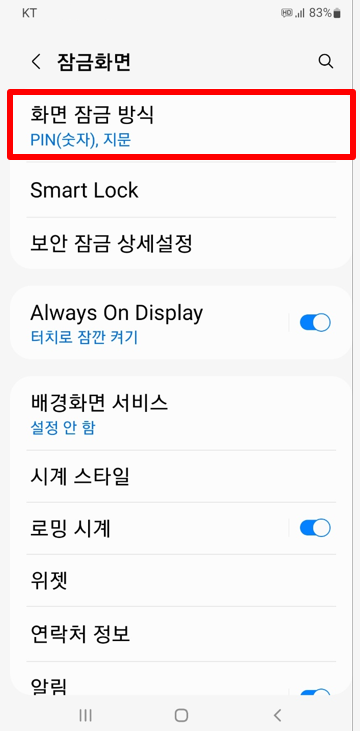 KT
HD 83%
잠금화면
화면 잠금 방식
PIN(숫자), 지문
Smart Lock
보안 잠금 상세설정
Always On Display
터치로 잠깐 켜기
배경화면 서비스
설정 안 함
시계 스타일
로밍 시계
위젯
연락처 정보
알림